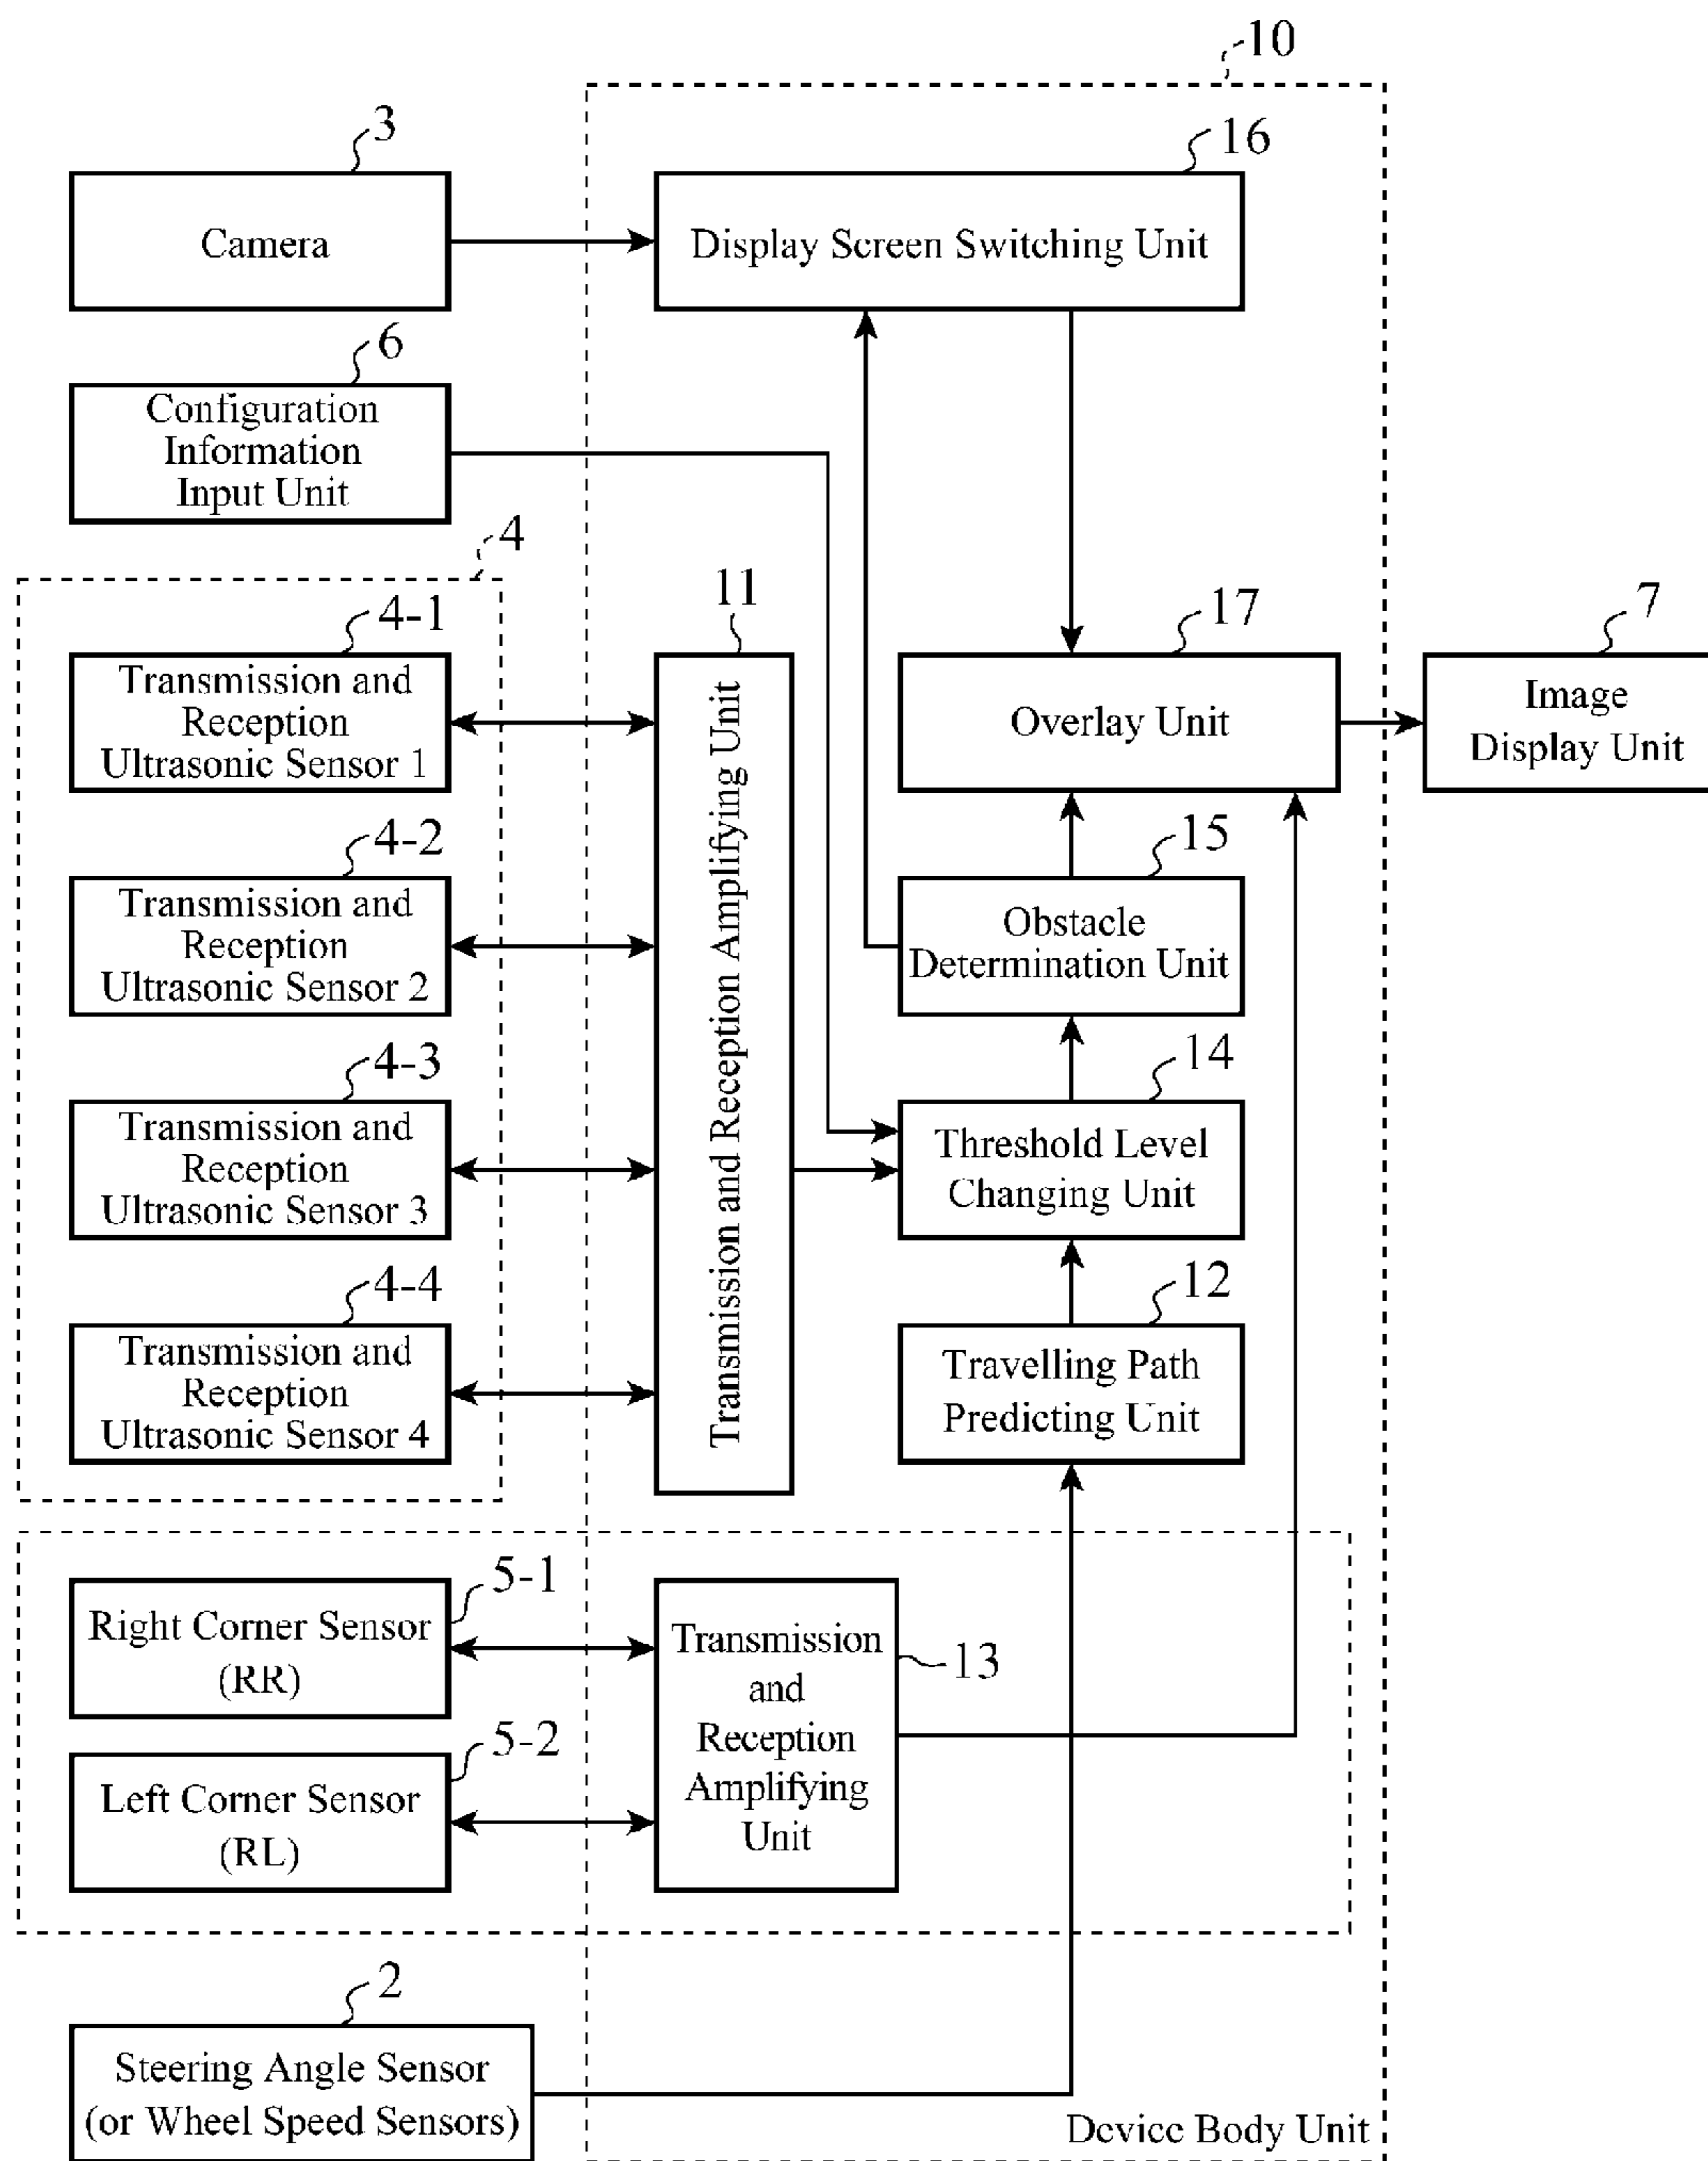 10
3
16
Camera
Display Screen Switching Unit
6
Configuration
Information
Input Unit
4
4-1
Transmission and
Reception
Ultrasonic Sensor 1
11
Transmission and Reception Amplifying Unit
17
Overlay Unit
7
Image
Display Unit
4-2
Transmission and
Reception
Ultrasonic Sensor 2
15
Obstacle
Determination Unit
4-3
Transmission and
Reception
Ultrasonic Sensor 3
14
Threshold Level
Changing Unit
4-4
Transmission and
Reception
Ultrasonic Sensor 4
12
Travelling Path
Predicting Unit
5-1
Right Corner Sensor
(RR)
Transmission
and
Reception
Amplifying
Unit
13
5-2
Left Corner Sensor
(RL)
2
Steering Angle Sensor
(or Wheel Speed Sensors)
Device Body Unit